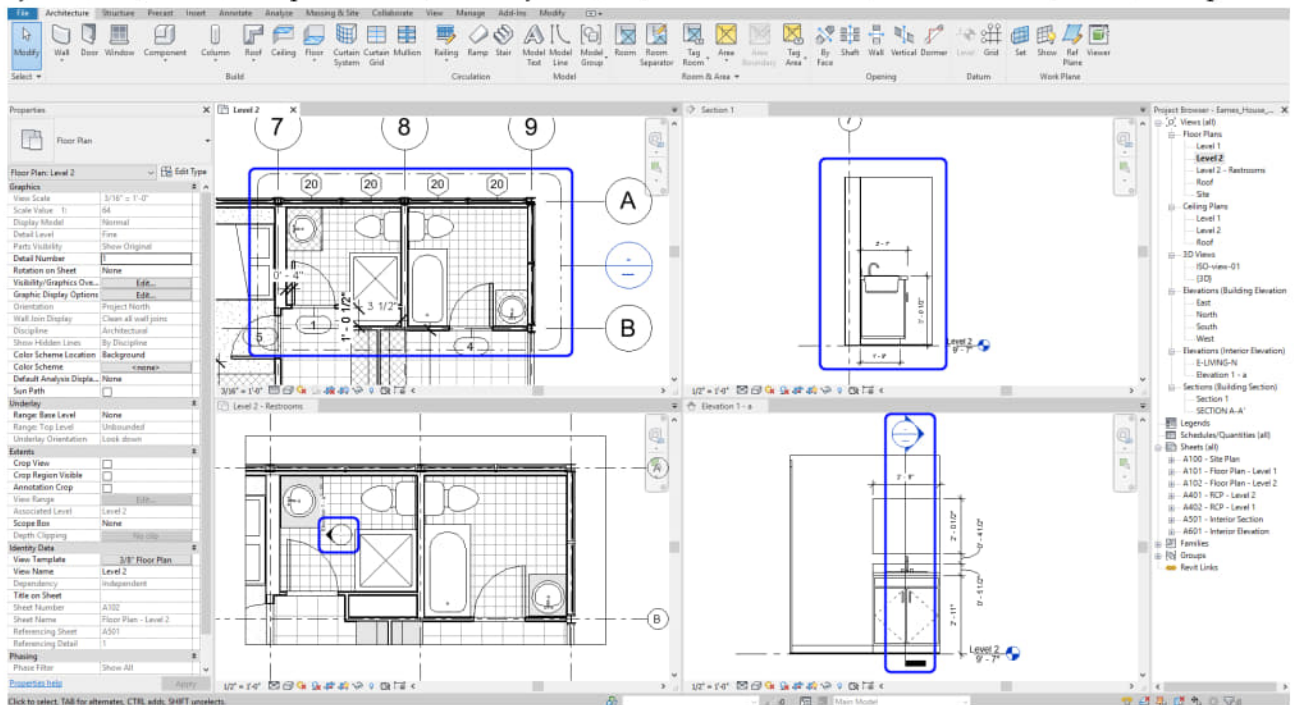 File Architecture Structure Precast Insert Annotate Analyze Massing & Site Collaborate View Manage Add-Ins Modify
Modify Wall Door Window Component Column Roof Ceiling Floor Curtain System Curtain Grid Mullion Railing Ramp Stair Model Text Model Line Model Group Room Room Separator Tag Room Area Area Boundary Tag Area By Face Shaft Wall Vertical Dormer Level Grid Set Show Ref Plane Viewer
Select Build Circulation Model Room & Area Opening Datum Work Plane
Properties X
Floor Plan
Floor Plan: Level 2 Edit Type
Graphics
View Scale 3/16" = 1'-0"
Scale Value 1: 64
Display Model Normal
Detail Level Fine
Parts Visibility Show Original
Detail Number 1
Rotation on Sheet None
Visibility/Graphics Ove... Edit...
Graphic Display Options Edit...
Orientation Project North
Wall Join Display Clean all wall joins
Discipline Architectural
Show Hidden Lines By Discipline
Color Scheme Location Background
Color Scheme <none>
Default Analysis Displa... None
Sun Path
Underlay
Range: Base Level None
Range: Top Level Unbounded
Underlay Orientation Look down
Extents
Crop View
Crop Region Visible
Annotation Crop
View Range Edit...
Associated Level Level 2
Scope Box None
Depth Clipping No clip
Identity Data
View Template 3/8" Floor Plan
View Name Level 2
Dependency Independent
Title on Sheet
Sheet Number A102
Sheet Name Floor Plan - Level 2
Referencing Sheet A501
Referencing Detail 1
Phasing
Phase Filter Show All
Properties help Apply
Level 2 X
7 8 9
20 20 20 20
A
0' - 4"
3 1/2"
1' - 0 1/2"
1
5
4
B
3/16" = 1'-0"
Section 1
7
Level 2
9' - 7"
1/2" = 1'-0"
Level 2 - Restrooms
A
B
1/2" = 1'-0"
Elevation 1 - a
2' - 0 1/2"
0' - 4 1/2"
0' - 5 1/2"
2' - 11"
Level 2
9' - 7"
1/2" = 1'-0"
Project Browser - Eames_House_... X
Views (all)
Floor Plans
Level 1
Level 2
Level 2 - Restrooms
Roof
Site
Ceiling Plans
Level 1
Level 2
Roof
3D Views
ISO-view-01
{3D}
Elevations (Building Elevation
East
North
South
West
Elevations (Interior Elevation)
E-LIVING-N
Elevation 1 - a
Sections (Building Section)
Section 1
SECTION A-A'
Legends
Schedules/Quantities (all)
Sheets (all)
A100 - Site Plan
A101 - Floor Plan - Level 1
A102 - Floor Plan - Level 2
A401 - RCP - Level 2
A402 - RCP - Level 1
A501 - Interior Section
A601 - Interior Elevation
Families
Groups
Revit Links
Click to select, TAB for alternates, CTRL adds, SHIFT unselects.
:0
Main Model